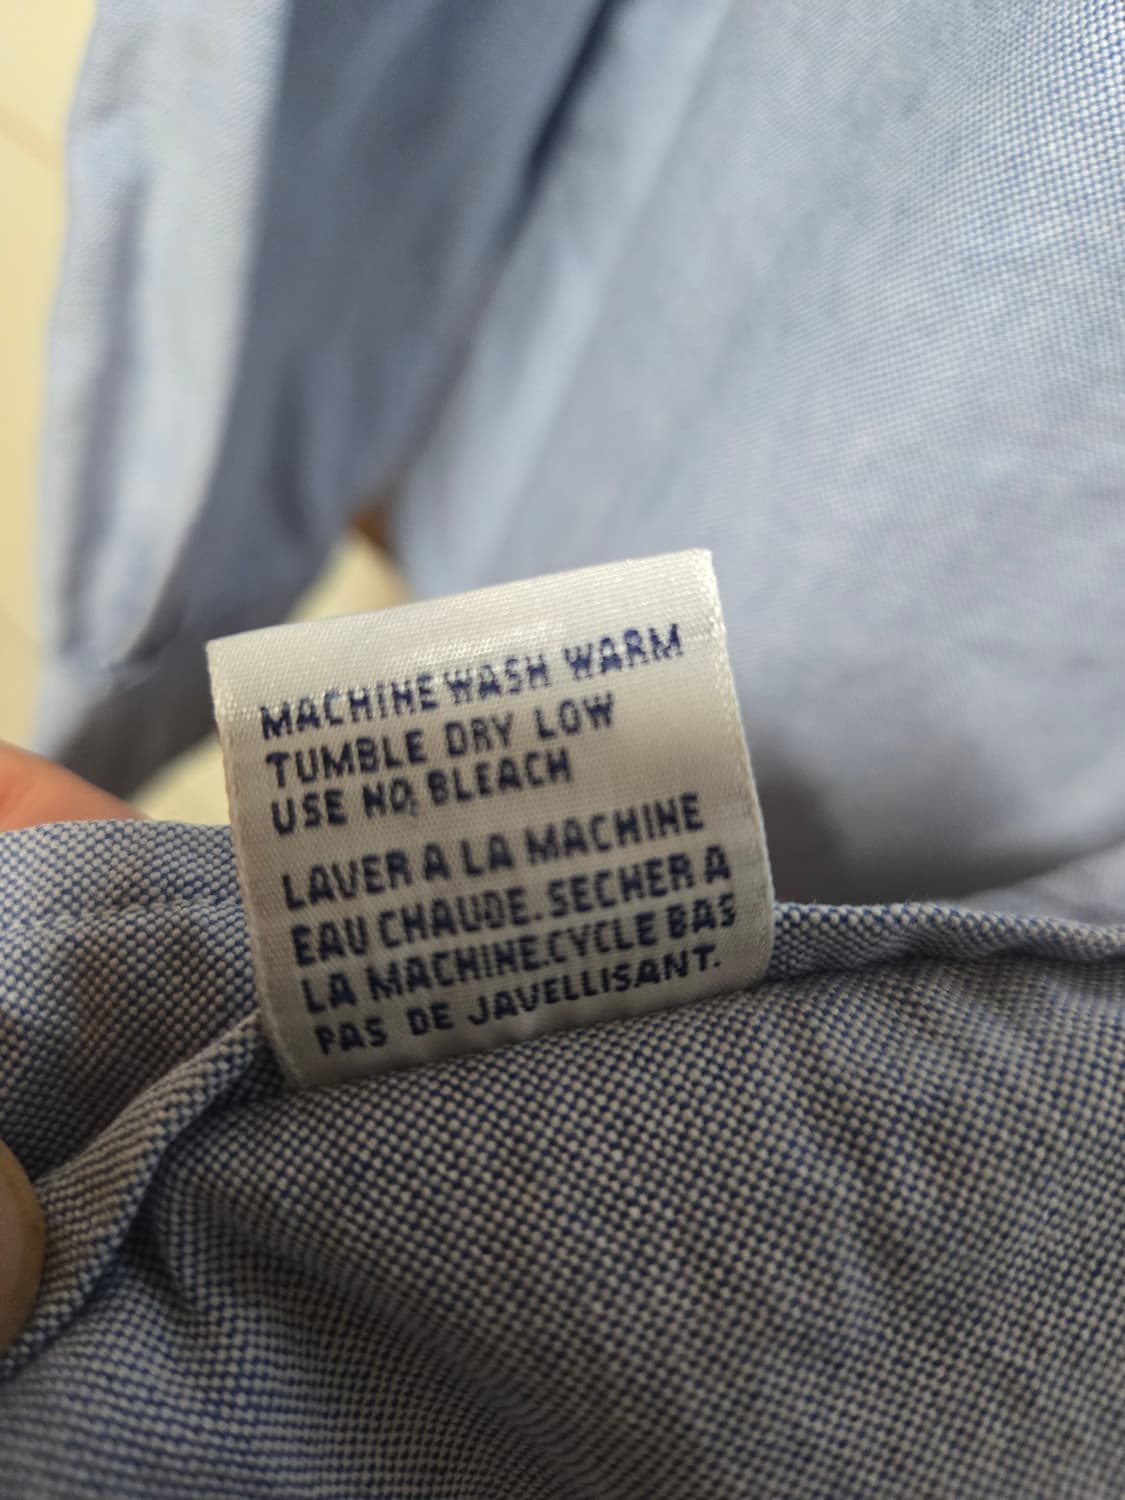 MACHINE WASH WARM
TUMBLE DRY LOW
USE NO BLEACH
LAVER A LA MACHINE
EAU CHAUDE. SECHER A
LA MACHINE.CYCLE BAS
PAS DE JAVELLISANT.